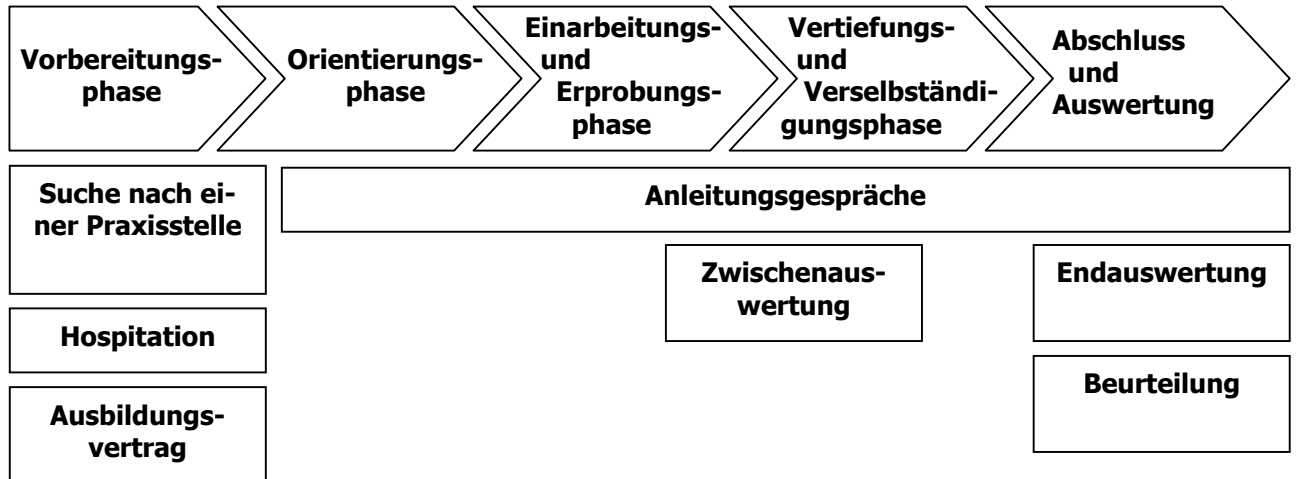 Vorbereitungs-
phase
Orientierungs-
phase
Einarbeitungs-
und
Erprobungs-
phase
Vertiefungs-
und
Verselbständi-
gungsphase
Abschluss
und
Auswertung
Suche nach ei-
ner Praxisstelle
Anleitungsgespräche
Zwischenaus-
wertung
Endauswertung
Hospitation
Beurteilung
Ausbildungs-
vertrag